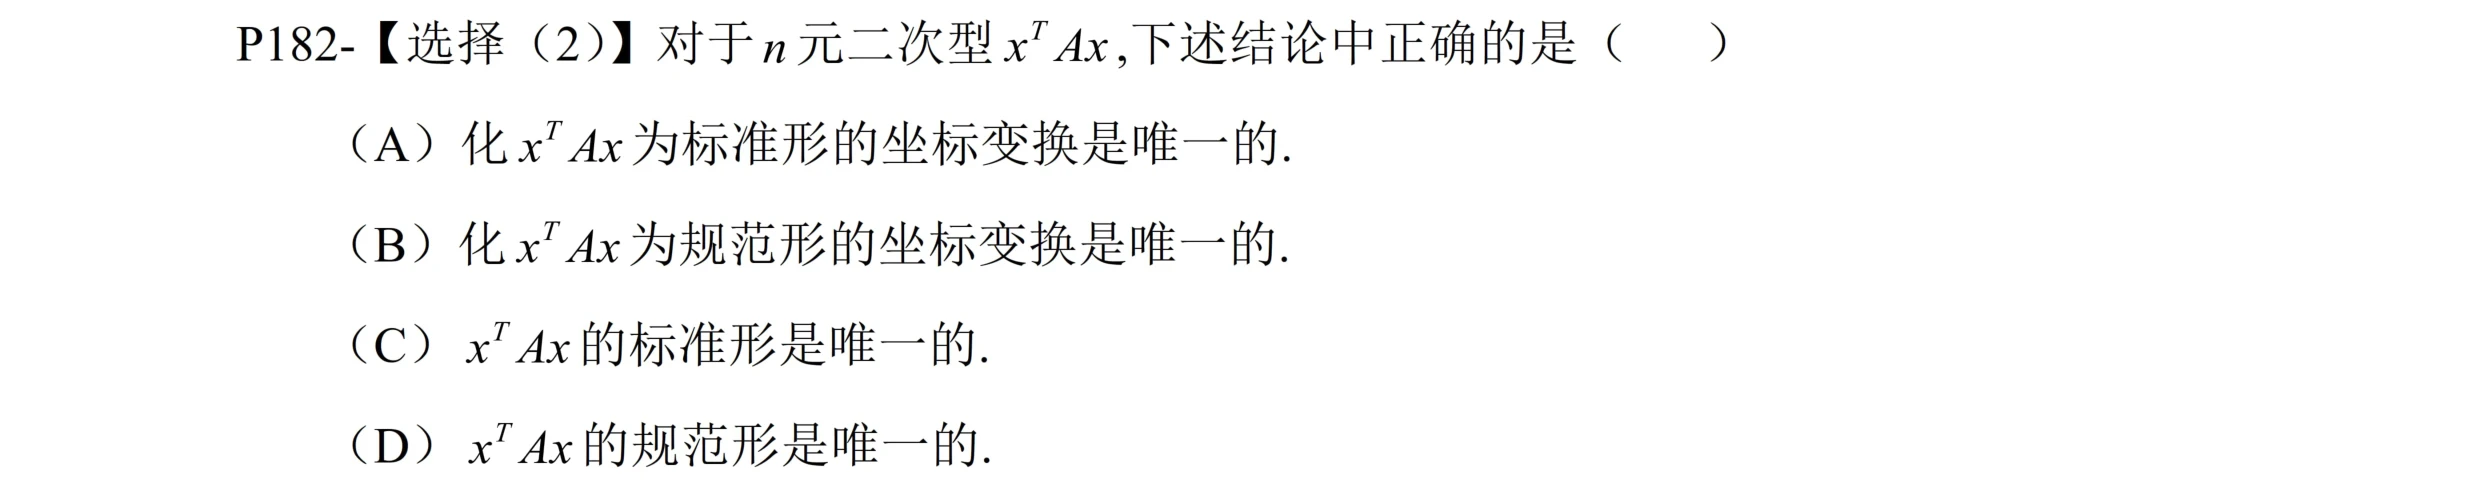 P182-【选择（2）】对于 n 元二次型 x^T Ax,下述结论中正确的是（　　）
（A）化 x^T Ax 为标准形的坐标变换是唯一的.
（B）化 x^T Ax 为规范形的坐标变换是唯一的.
（C） x^T Ax 的标准形是唯一的.
（D） x^T Ax 的规范形是唯一的.